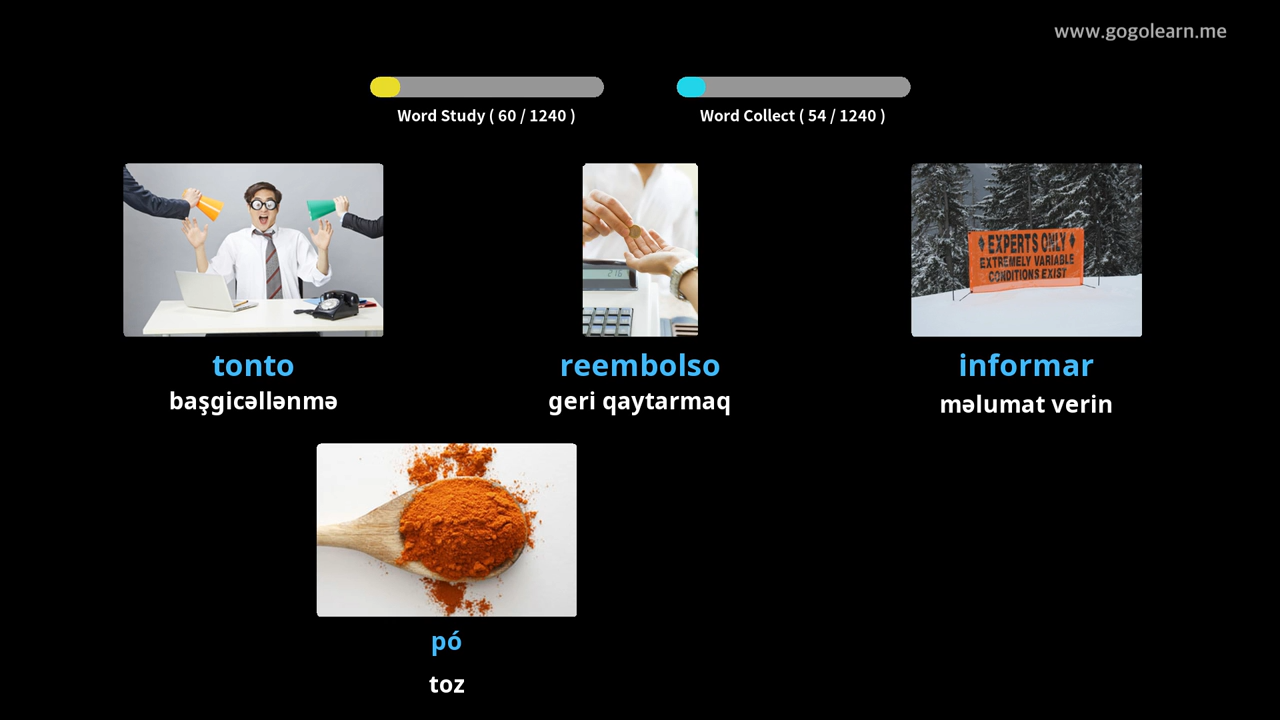 www.gogolearn.me
Word Study ( 60 / 1240 )
Word Collect ( 54 / 1240 )
EXPERTS ONLY
EXTREMELY VARIABLE
CONDITIONS EXIST
tonto
reembolso
informar
başgicəllənmə
geri qaytarmaq
məlumat verin
pó
toz